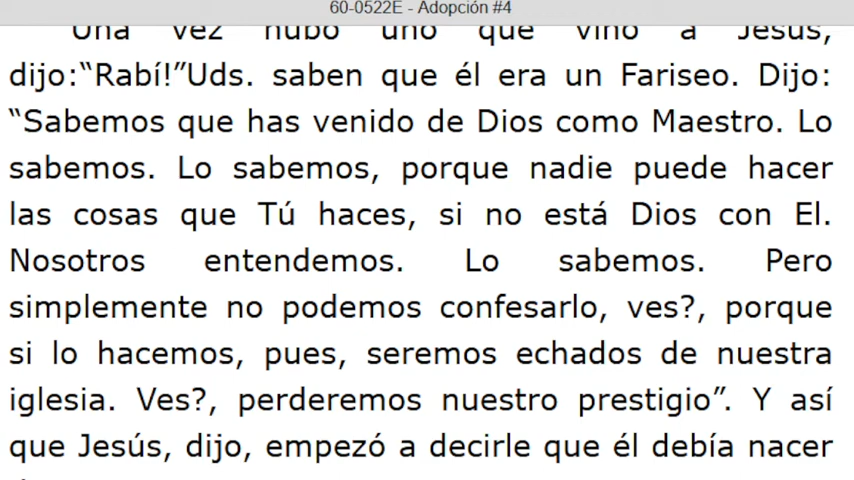 60-0522E - Adopción #4
Una vez hubo uno que vino a Jesús,
dijo:“Rabí!”Uds. saben que él era un Fariseo. Dijo:
“Sabemos que has venido de Dios como Maestro. Lo
sabemos. Lo sabemos, porque nadie puede hacer
las cosas que Tú haces, si no está Dios con El.
Nosotros entendemos. Lo sabemos. Pero
simplemente no podemos confesarlo, ves?, porque
si lo hacemos, pues, seremos echados de nuestra
iglesia. Ves?, perderemos nuestro prestigio”. Y así
que Jesús, dijo, empezó a decirle que él debía nacer